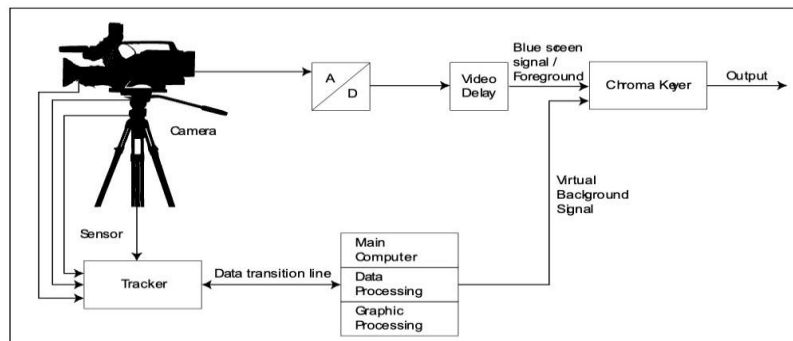 Blue screen
signal /
Foreground
A
D
Video
Delay
Chroma Keyer
Output
Camera
Virtual
Background
Signal
Sensor
Main
Computer
Tracker
Data transition line
Data
Processing
Graphic
Processing